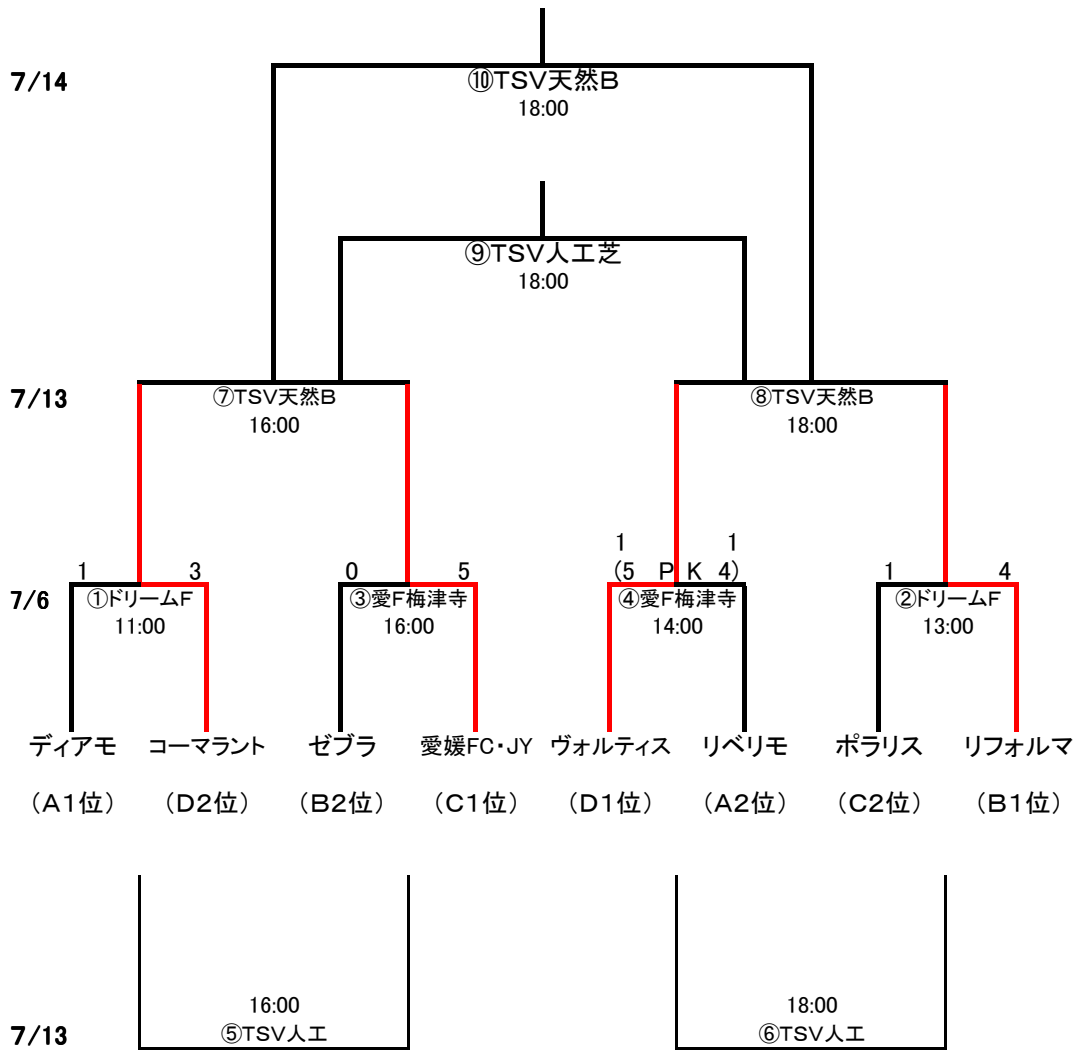 7/14
⑩TSV天然B
18:00
⑨TSV人工芝
18:00
7/13
⑦TSV天然B
16:00
⑧TSV天然B
18:00
1 1
(5 P K 4)
1 3
0 5
1 4
7/6
①ドリームF
11:00
③愛F梅津寺
16:00
④愛F梅津寺
14:00
②ドリームF
13:00
ディアモ コーマラント ゼブラ 愛媛FC・JY ヴォルティス リベリモ ポラリス リフォルマ
(A1位) (D2位) (B2位) (C1位) (D1位) (A2位) (C2位) (B1位)
7/13
16:00
⑤TSV人工
18:00
⑥TSV人工